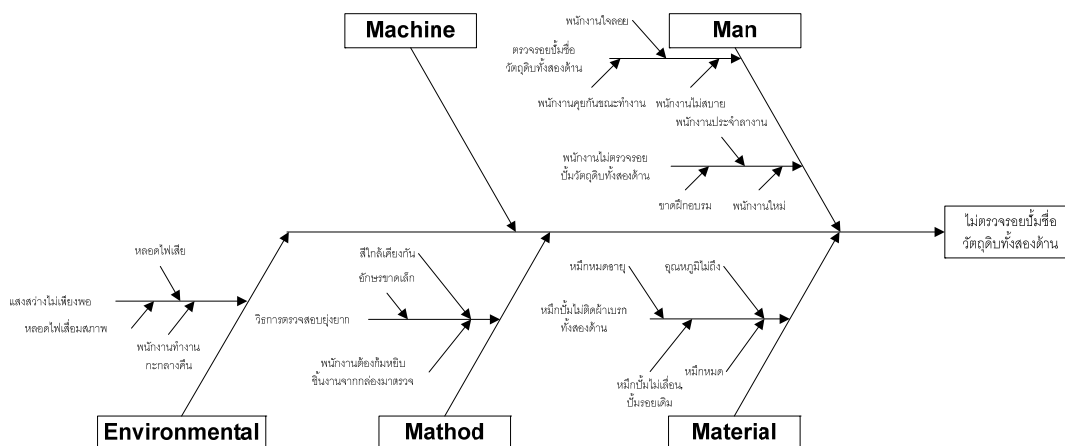 Machine
Man
พนักงานใจลอย
ตรวจรอยปั้มชื่อ
วัตถุดิบทั้งสองด้าน
พนักงานคุยกันขณะทำงาน
พนักงานไม่สบาย
พนักงานประจำลางาน
พนักงานไม่ตรวจรอย
ปั้มวัตถุดิบทั้งสองด้าน
ขาดฝึกอบรม
พนักงานใหม่
ไม่ตรวจรอยปั้มชื่อ
วัตถุดิบทั้งสองด้าน
หลอดไฟเสีย
แสงสว่างไม่เพียงพอ
หลอดไฟเสื่อมสภาพ
พนักงานทำงาน
กะกลางคืน
สีใกล้เคียงกัน
อักษรขาดเล็ก
วิธีการตรวจสอบยุ่งยาก
พนักงานต้องก้มหยิบ
ชิ้นงานจากกล่องมาตรวจ
หมึกหมดอายุ
อุณหภูมิไม่ถึง
หมึกปั้มไม่ติดผ้าเบรก
ทั้งสองด้าน
หมึกปั้มไม่เลื่อน,
ปั้มรอยเดิม
หมึกหมด
Environmental
Mathod
Material